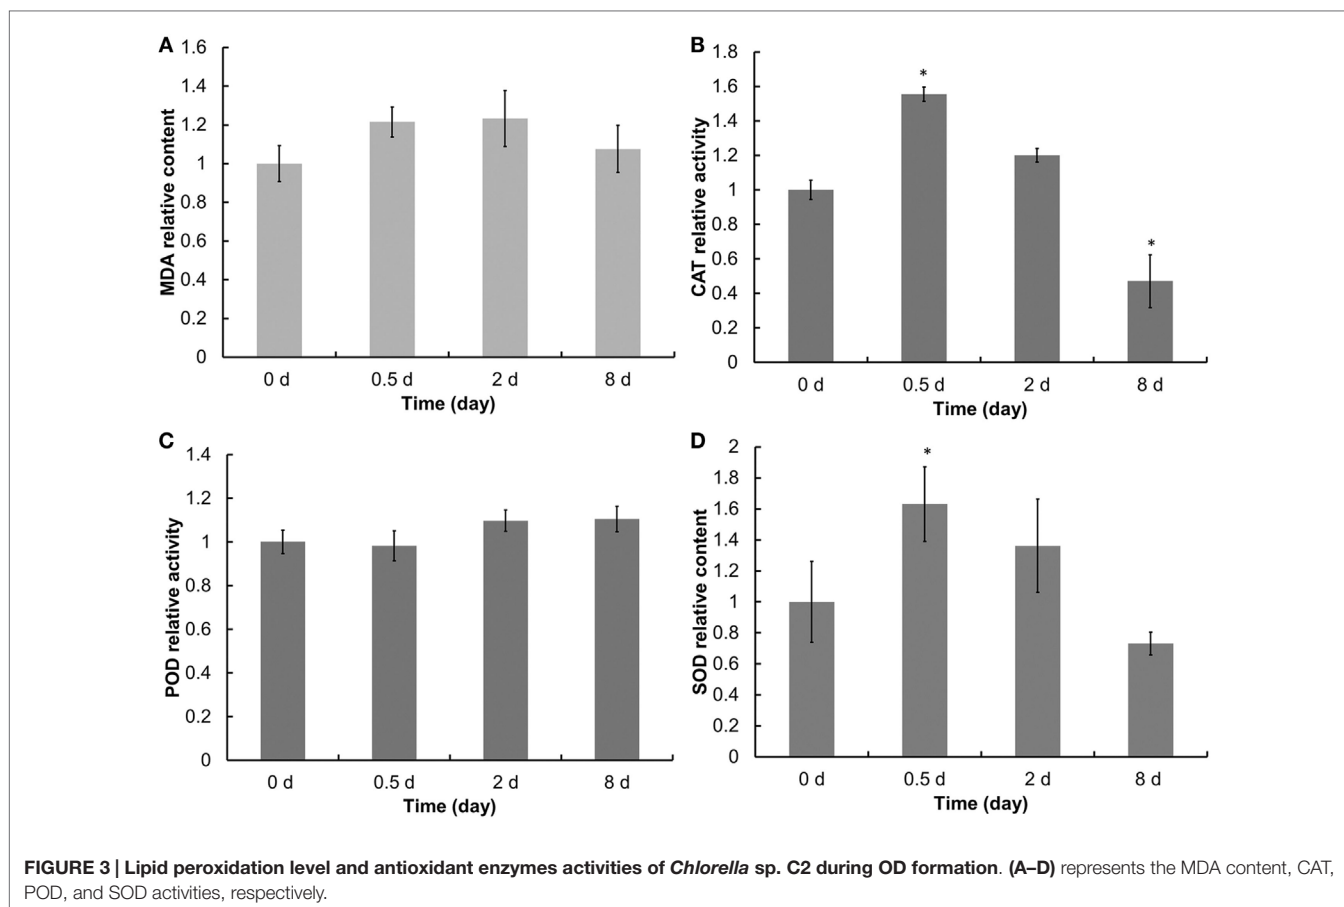 A
1.6
1.4
1.2
1
0.8
0.6
0.4
0.2
0
MDA relative content
0 d 0.5 d 2 d 8 d
Time (day)
B
1.8
1.6
1.4
1.2
1
0.8
0.6
0.4
0.2
0
CAT relative activity
*
*
0 d 0.5 d 2 d 8 d
Time (day)
C
1.4
1.2
1
0.8
0.6
0.4
0.2
0
POD relative activity
0 d 0.5 d 2 d 8 d
Time (day)
D
2
1.8
1.6
1.4
1.2
1
0.8
0.6
0.4
0.2
0
SOD relative content
*
0 d 0.5 d 2 d 8 d
Time (day)
FIGURE 3 | Lipid peroxidation level and antioxidant enzymes activities of Chlorella sp. C2 during OD formation. (A–D) represents the MDA content, CAT,
POD, and SOD activities, respectively.